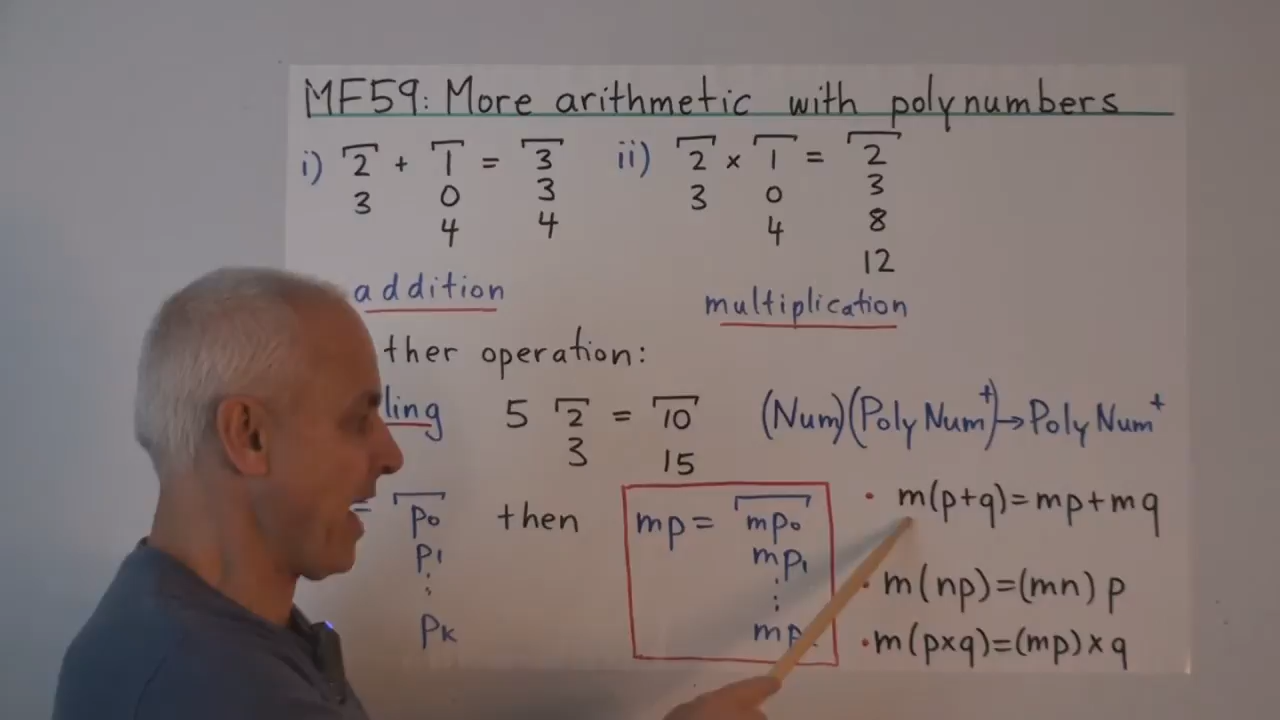 MF59: More arithmetic with polynumbers
i) 2 + 1 = 3
3 0 3
4 4
ii) 2 × 1 = 2
3 0 3
4 8
12
addition
multiplication
operation:
5 2 = 10
3 15
(Num)(PolyNum⁺)→PolyNum⁺
p₀ then mp = mp₀
p₁ mp₁
⋮ ⋮
pₖ
• m(p+q)=mp+mq
• m(np)=(mn)p
• m(p×q)=(mp)×q